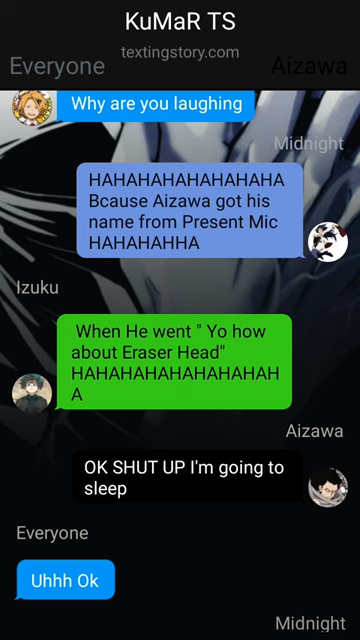 KuMaR TS
textingstory.com
Everyone
Aizawa
Why are you laughing
Midnight
HAHAHAHAHAHAHAHA
Bcause Aizawa got his
name from Present Mic
HAHAHAHHA
Izuku
When He went " Yo how
about Eraser Head"
HAHAHAHAHAHAHAHAH
A
Aizawa
OK SHUT UP I'm going to
sleep
Everyone
Uhhh Ok
Midnight